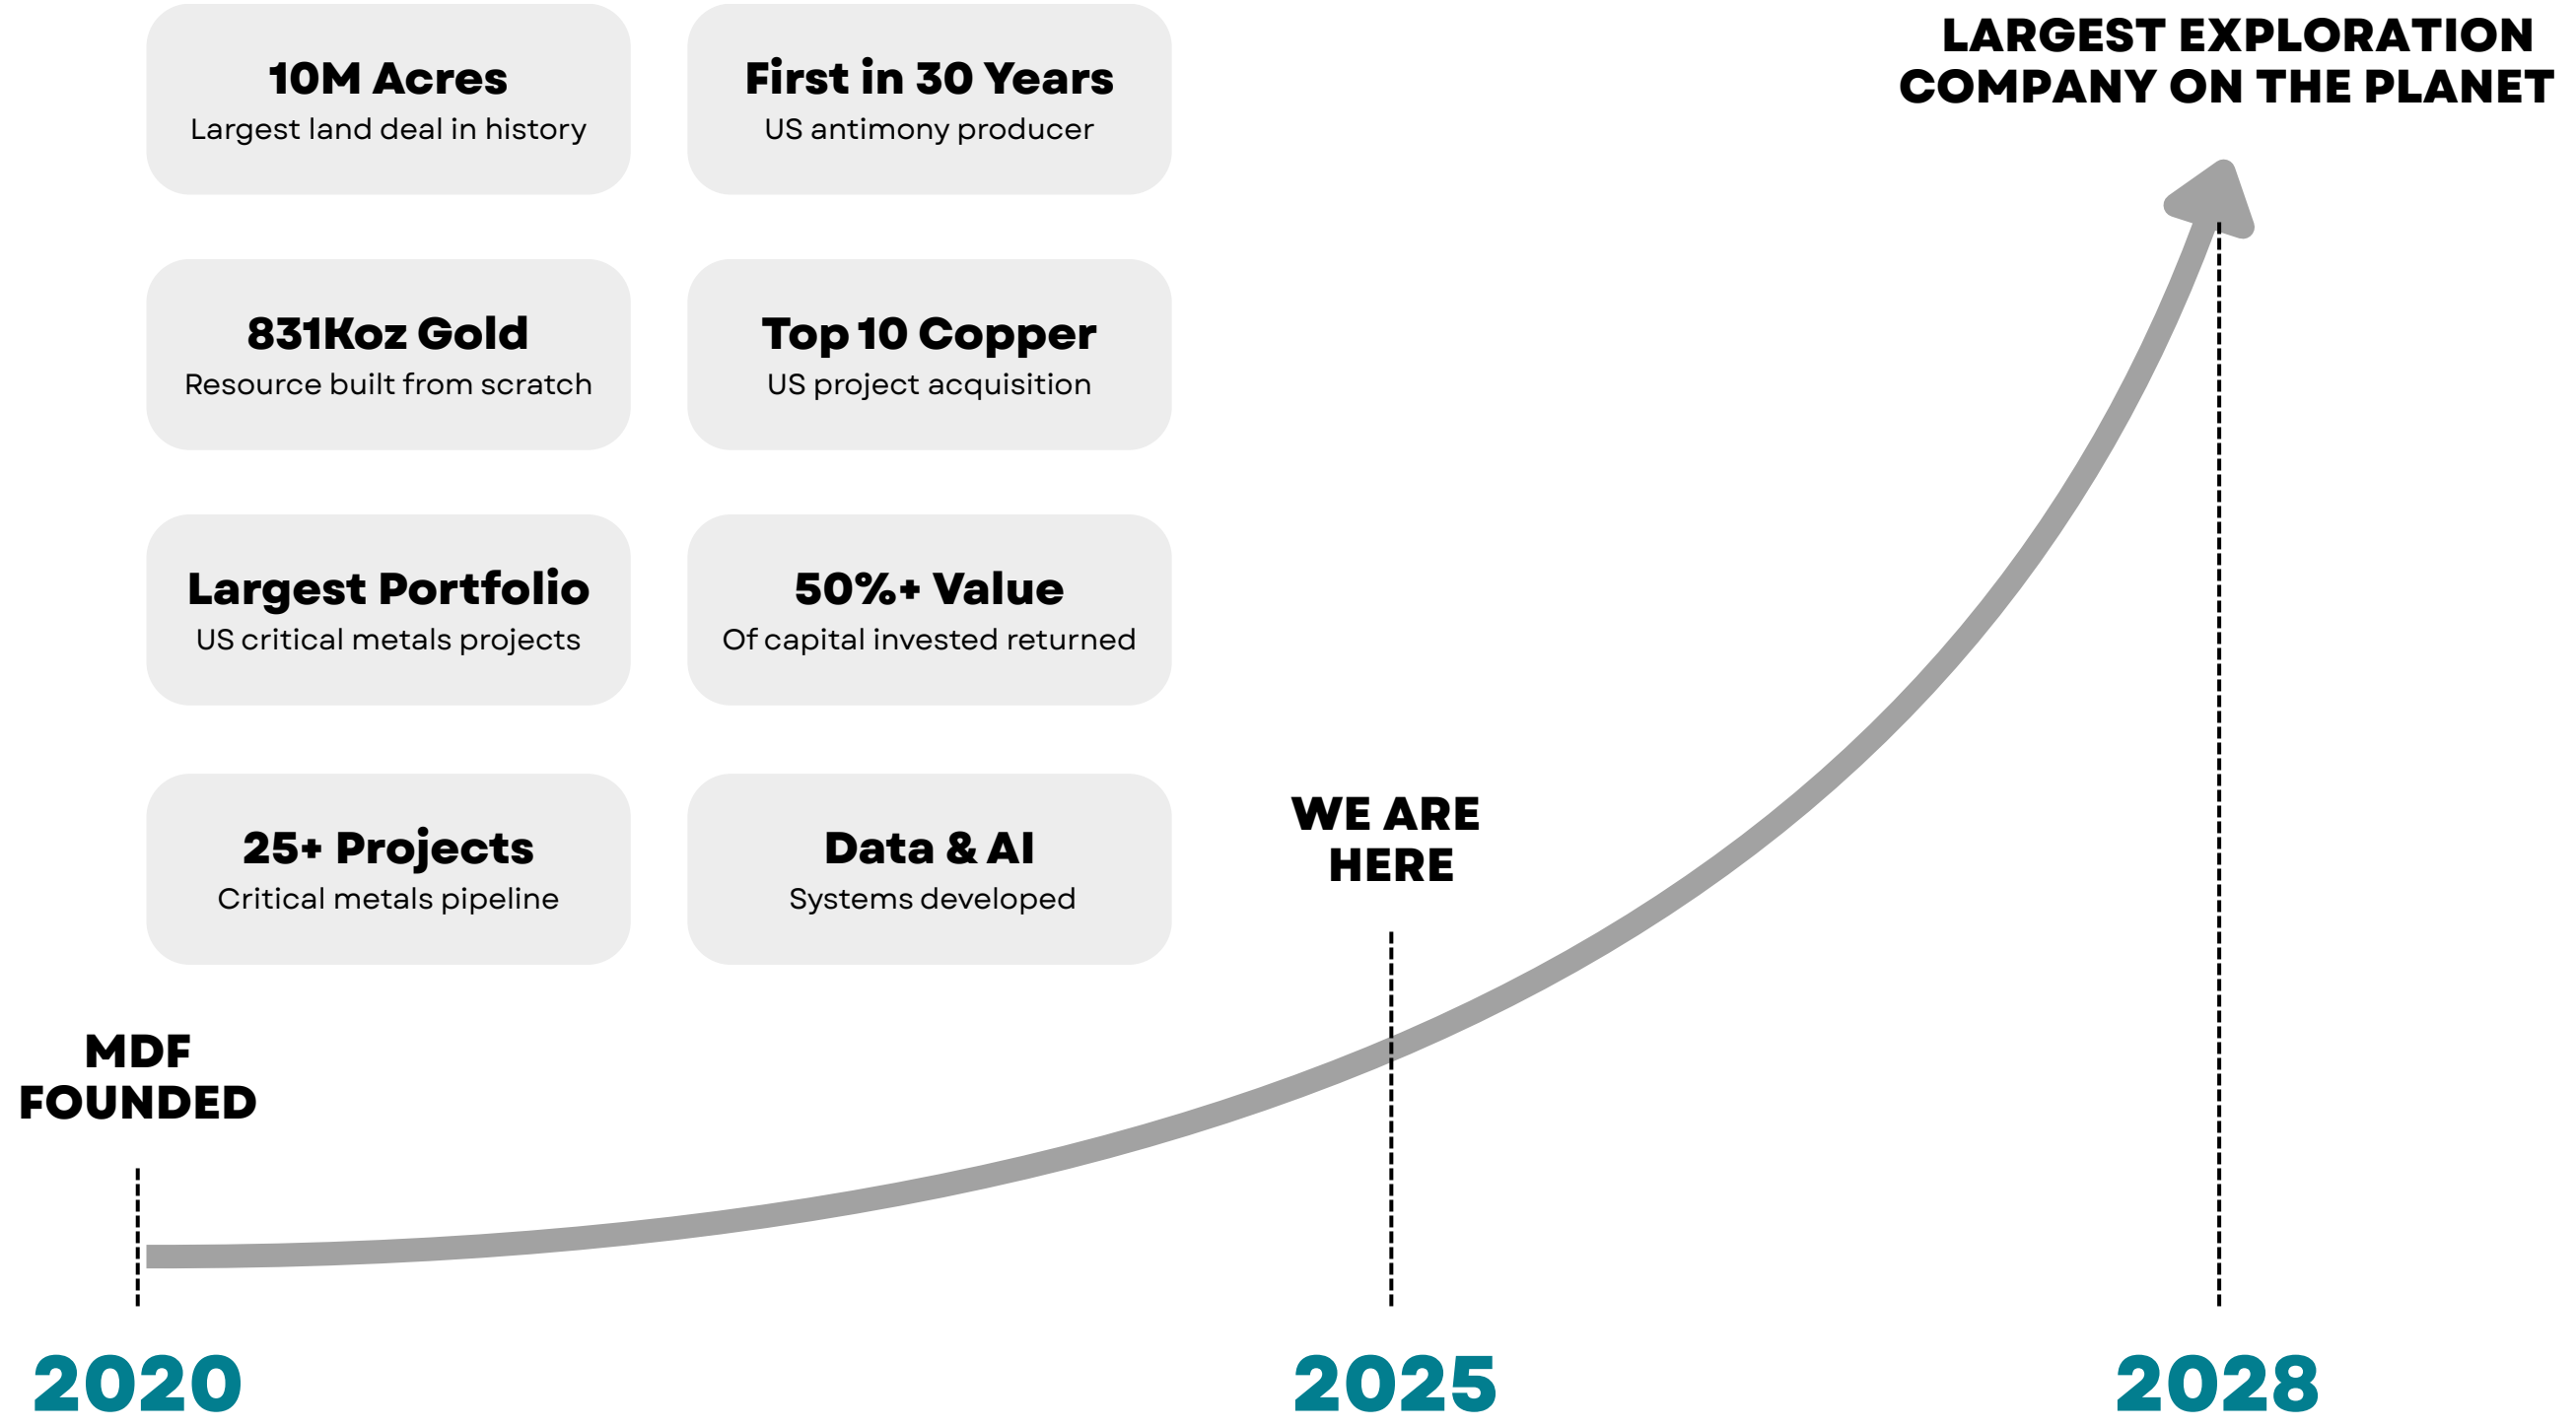 10M Acres
Largest land deal in history
First in 30 Years
US antimony producer
LARGEST EXPLORATION
COMPANY ON THE PLANET
831Koz Gold
Resource built from scratch
Top 10 Copper
US project acquisition
Largest Portfolio
US critical metals projects
50%+ Value
Of capital invested returned
25+ Projects
Critical metals pipeline
Data & AI
Systems developed
WE ARE
HERE
MDF
FOUNDED
2020
2025
2028